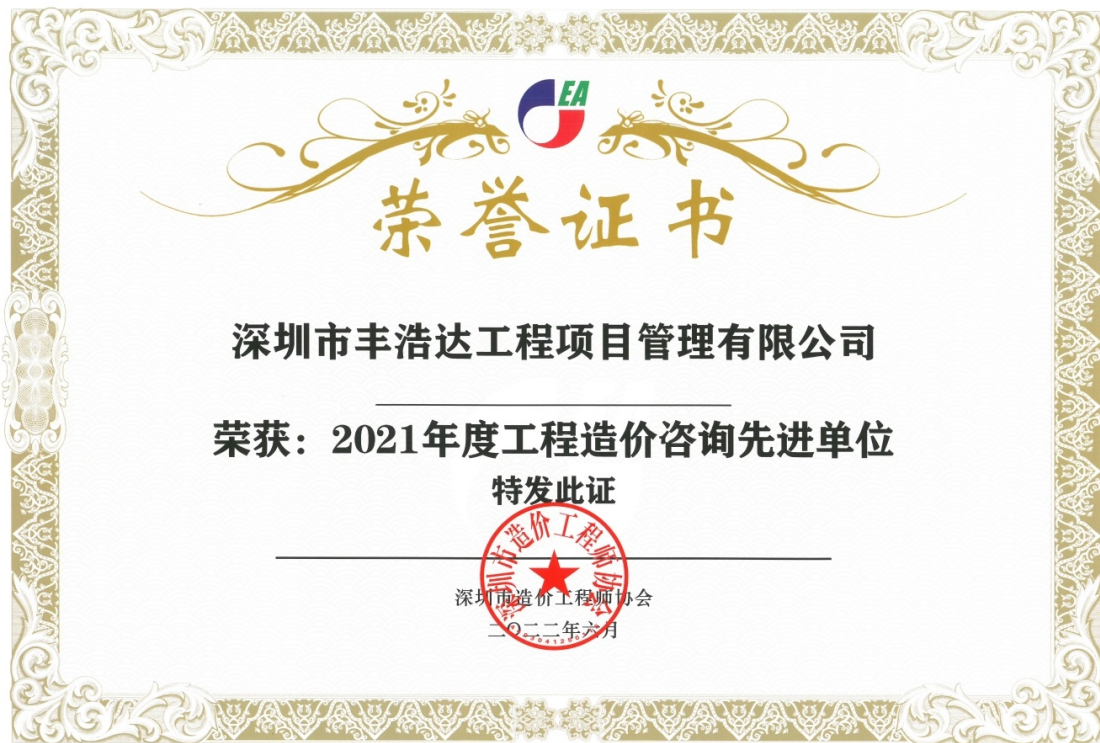 EA
荣誉证书
深圳市丰浩达工程项目管理有限公司
荣获：2021年度工程造价咨询先进单位
特发此证
深圳市造价工程师协会
深圳市造价工程师协会
二〇二二年六月